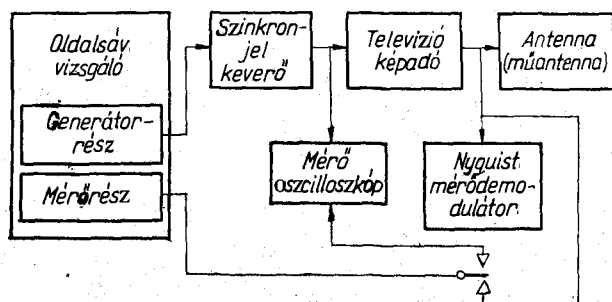 Oldalsáv
vizsgáló
Generátor-
rész
Mérőrész
Szinkron-
jel
keverő
Televízió
képadó
Antenna
(műantenna)
Mérő
oszcilloszkóp
Nyquist
mérődemo-
dulátor